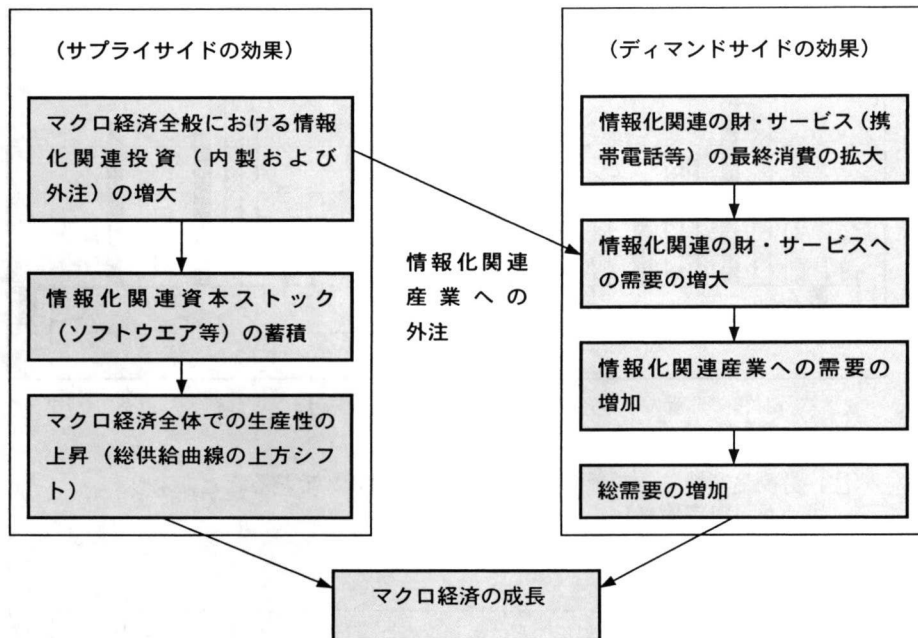 (サプライサイドの効果)
マクロ経済全般における情報
化関連投資(内製および
外注)の増大
情報化関連資本ストック
(ソフトウエア等)の蓄積
マクロ経済全体での生産性の
上昇(総供給曲線の上方シフ
ト)
情報化関連
産業への
外注
(ディマンドサイドの効果)
情報化関連の財・サービス(携
帯電話等)の最終消費の拡大
情報化関連の財・サービスへ
の需要の増大
情報化関連産業への需要の
増加
総需要の増加
マクロ経済の成長